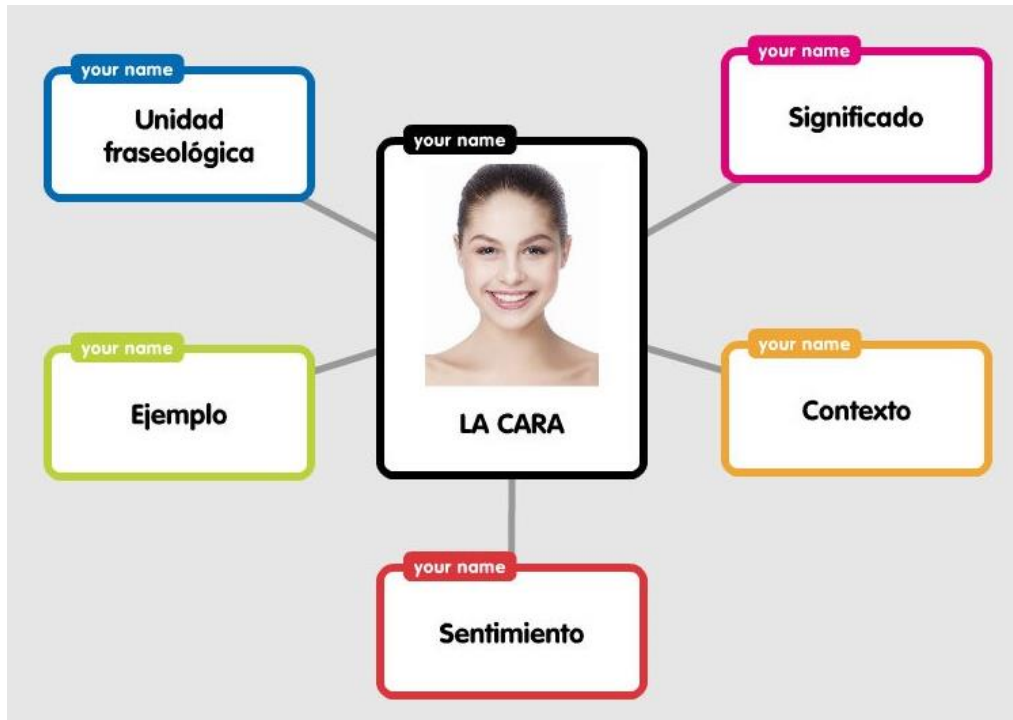 your name
Unidad
fraseológica
your name
Significado
your name
LA CARA
your name
Ejemplo
your name
Contexto
your name
Sentimiento